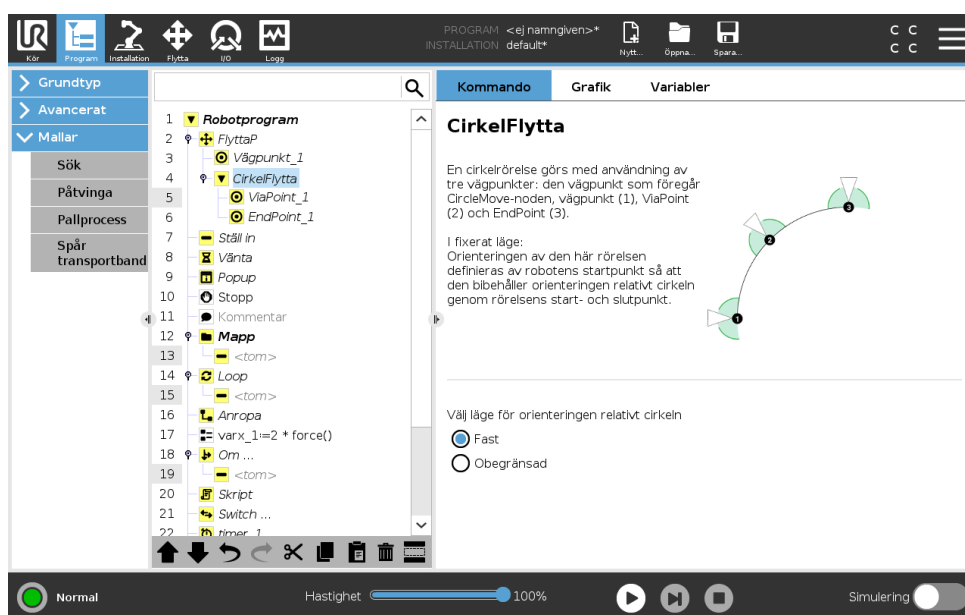 PROGRAM <ej namngiven>*
INSTALLATION default*
Kör
Program
Installation
Flytta
I/O
Logg
Nytt...
Öppna...
Spara...
C C
C C
Grundtyp
Avancerat
Mallar
Sök
Påtvinga
Pallprocess
Spår
transportband
1 Robotprogram
2 FlyttaP
3 Vägpunkt_1
4 CirkelFlytta
5 ViaPoint_1
6 EndPoint_1
7 Ställ in
8 Vänta
9 Popup
10 Stopp
11 Kommentar
12 Mapp
13 <tom>
14 Loop
15 <tom>
16 Anropa
17 varx_1:=2 * force()
18 Om ...
19 <tom>
20 Skript
21 Switch ...
22 timer_1
Kommando
Grafik
Variabler
CirkelFlytta
En cirkelrörelse görs med användning av
tre vägpunkter: den vägpunkt som föregår
CircleMove-noden, vägpunkt (1), ViaPoint
(2) och EndPoint (3).
I fixerat läge:
Orienteringen av den här rörelsen
definieras av robotens startpunkt så att
den bibehåller orienteringen relativt cirkeln
genom rörelsens start- och slutpunkt.
3
2
1
Välj läge för orienteringen relativt cirkeln
Fast
Obegränsad
Normal
Hastighet
100%
Simulering